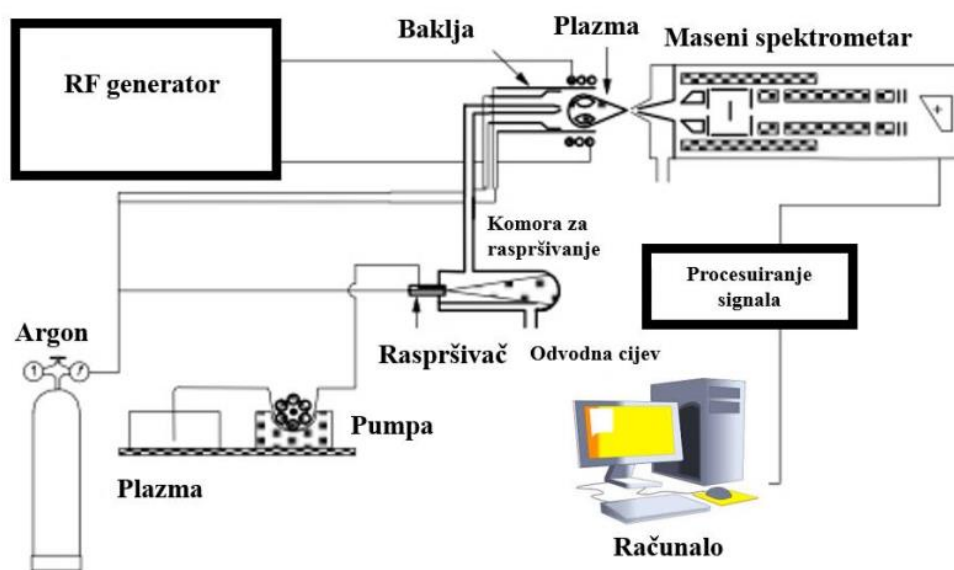 Baklja
Plazma
Maseni spektrometar
RF generator
Komora za
raspršivanje
Procesuiranje
signala
Argon
Raspršivač
Odvodna cijev
Pumpa
Plazma
Računalo